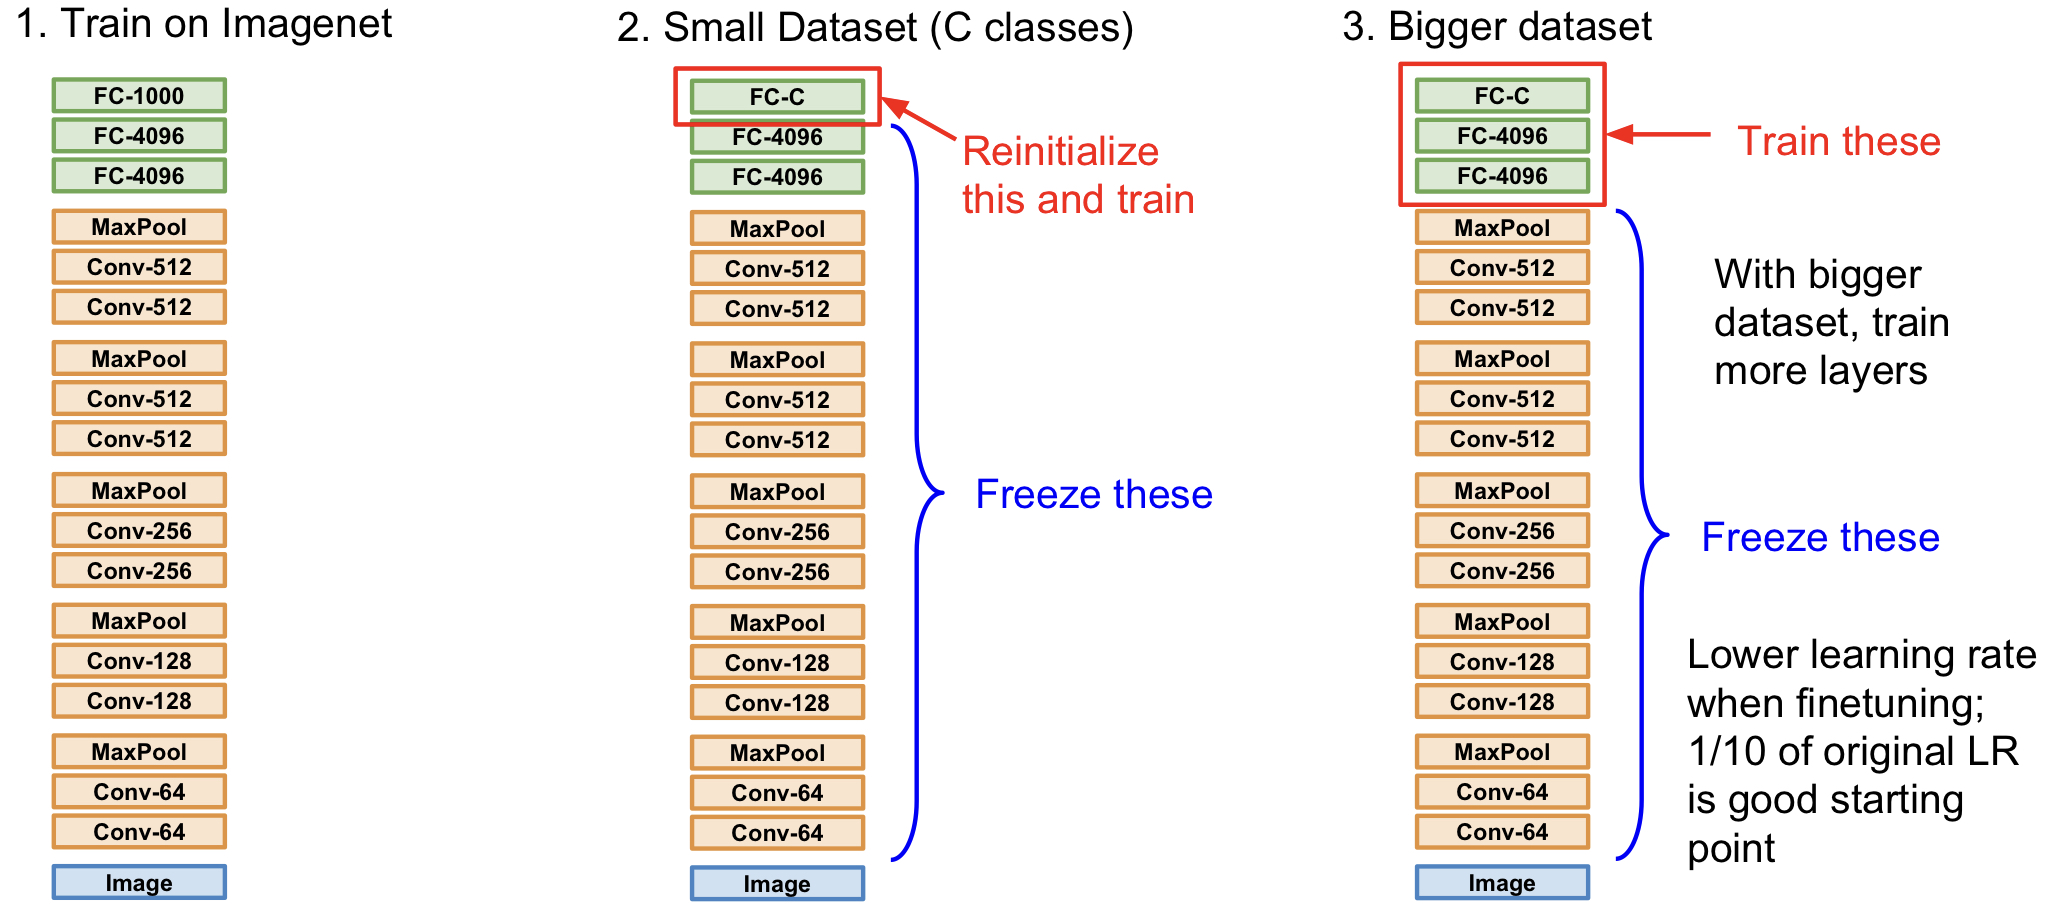 1. Train on Imagenet
FC-1000
FC-4096
FC-4096
MaxPool
Conv-512
Conv-512
MaxPool
Conv-512
Conv-512
MaxPool
Conv-256
Conv-256
MaxPool
Conv-128
Conv-128
MaxPool
Conv-64
Conv-64
Image
2. Small Dataset (C classes)
FC-C
FC-4096
FC-4096
MaxPool
Conv-512
Conv-512
MaxPool
Conv-512
Conv-512
MaxPool
Conv-256
Conv-256
MaxPool
Conv-128
Conv-128
MaxPool
Conv-64
Conv-64
Image
Reinitialize
this and train
Freeze these
3. Bigger dataset
FC-C
FC-4096
FC-4096
MaxPool
Conv-512
Conv-512
MaxPool
Conv-512
Conv-512
MaxPool
Conv-256
Conv-256
MaxPool
Conv-128
Conv-128
MaxPool
Conv-64
Conv-64
Image
Train these
With bigger
dataset, train
more layers
Freeze these
Lower learning rate
when finetuning;
1/10 of original LR
is good starting
point